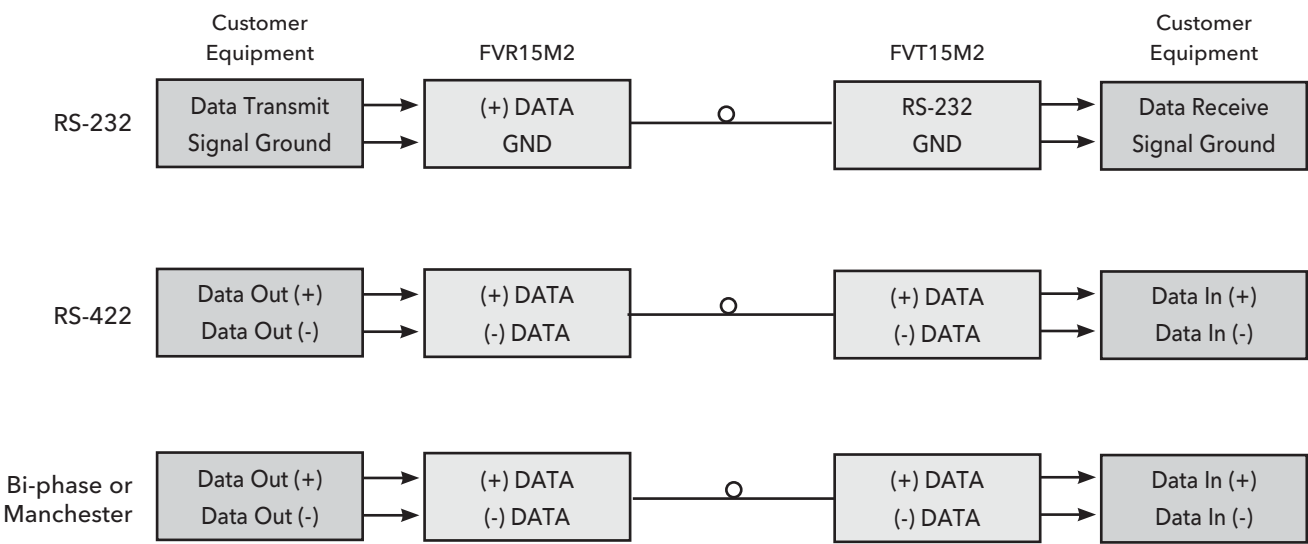 Customer
Equipment
FVR15M2
FVT15M2
Customer
Equipment
RS-232
Data Transmit
Signal Ground
(+) DATA
GND
RS-232
GND
Data Receive
Signal Ground
RS-422
Data Out (+)
Data Out (-)
(+) DATA
(-) DATA
(+) DATA
(-) DATA
Data In (+)
Data In (-)
Bi-phase or
Manchester
Data Out (+)
Data Out (-)
(+) DATA
(-) DATA
(+) DATA
(-) DATA
Data In (+)
Data In (-)